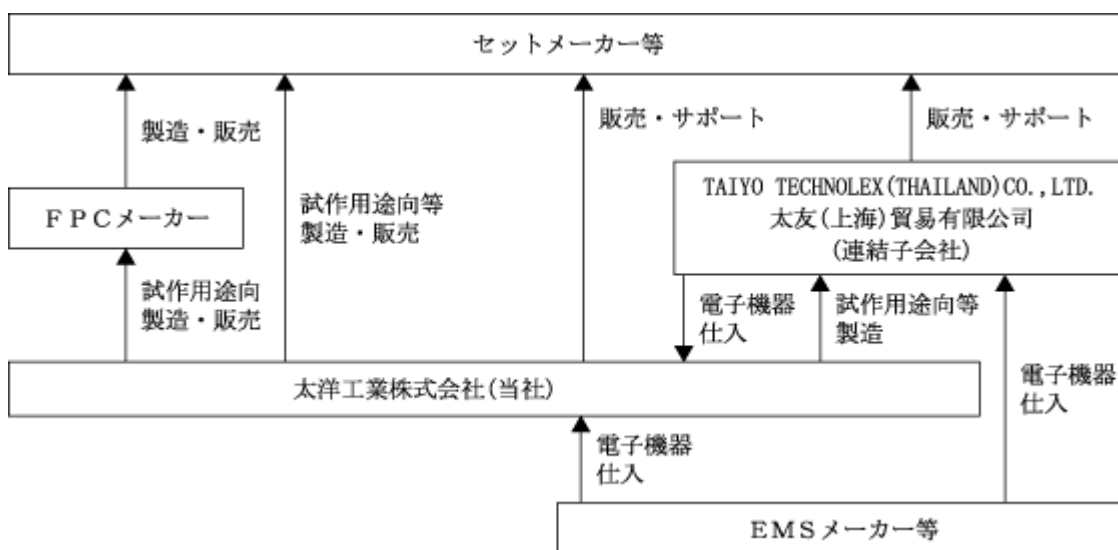 セットメーカー等
製造・販売
試作用途向等
製造・販売
販売・サポート
販売・サポート
ＦＰＣメーカー
TAIYO TECHNOLEX(THAILAND)CO.,LTD.
太友(上海)貿易有限公司
(連結子会社)
試作用途向
製造・販売
電子機器
仕入
試作用途向等
製造
電子機器
仕入
太洋工業株式会社(当社)
電子機器
仕入
ＥＭＳメーカー等